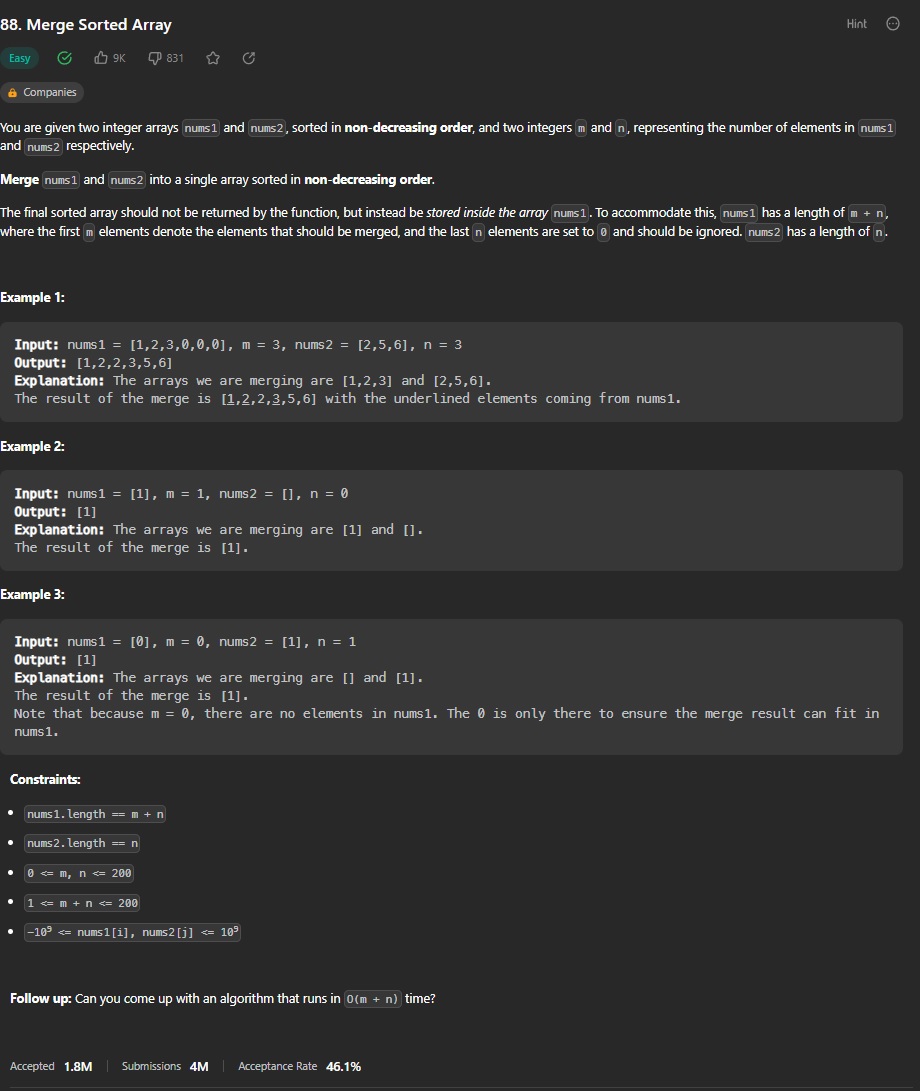 88. Merge Sorted Array
Hint
Easy
9K
831
Companies
You are given two integer arrays nums1 and nums2, sorted in non-decreasing order, and two integers m and n, representing the number of elements in nums1
and nums2 respectively.
Merge nums1 and nums2 into a single array sorted in non-decreasing order.
The final sorted array should not be returned by the function, but instead be stored inside the array nums1. To accommodate this, nums1 has a length of m + n,
where the first m elements denote the elements that should be merged, and the last n elements are set to 0 and should be ignored. nums2 has a length of n.
Example 1:
Input: nums1 = [1,2,3,0,0,0], m = 3, nums2 = [2,5,6], n = 3
Output: [1,2,2,3,5,6]
Explanation: The arrays we are merging are [1,2,3] and [2,5,6].
The result of the merge is [1,2,2,3,5,6] with the underlined elements coming from nums1.
Example 2:
Input: nums1 = [1], m = 1, nums2 = [], n = 0
Output: [1]
Explanation: The arrays we are merging are [1] and [].
The result of the merge is [1].
Example 3:
Input: nums1 = [0], m = 0, nums2 = [1], n = 1
Output: [1]
Explanation: The arrays we are merging are [] and [1].
The result of the merge is [1].
Note that because m = 0, there are no elements in nums1. The 0 is only there to ensure the merge result can fit in
nums1.
Constraints:
• nums1.length == m + n
• nums2.length == n
• 0 <= m, n <= 200
• 1 <= m + n <= 200
• -10⁹ <= nums1[i], nums2[j] <= 10⁹
Follow up: Can you come up with an algorithm that runs in O(m + n) time?
Accepted 1.8M | Submissions 4M | Acceptance Rate 46.1%